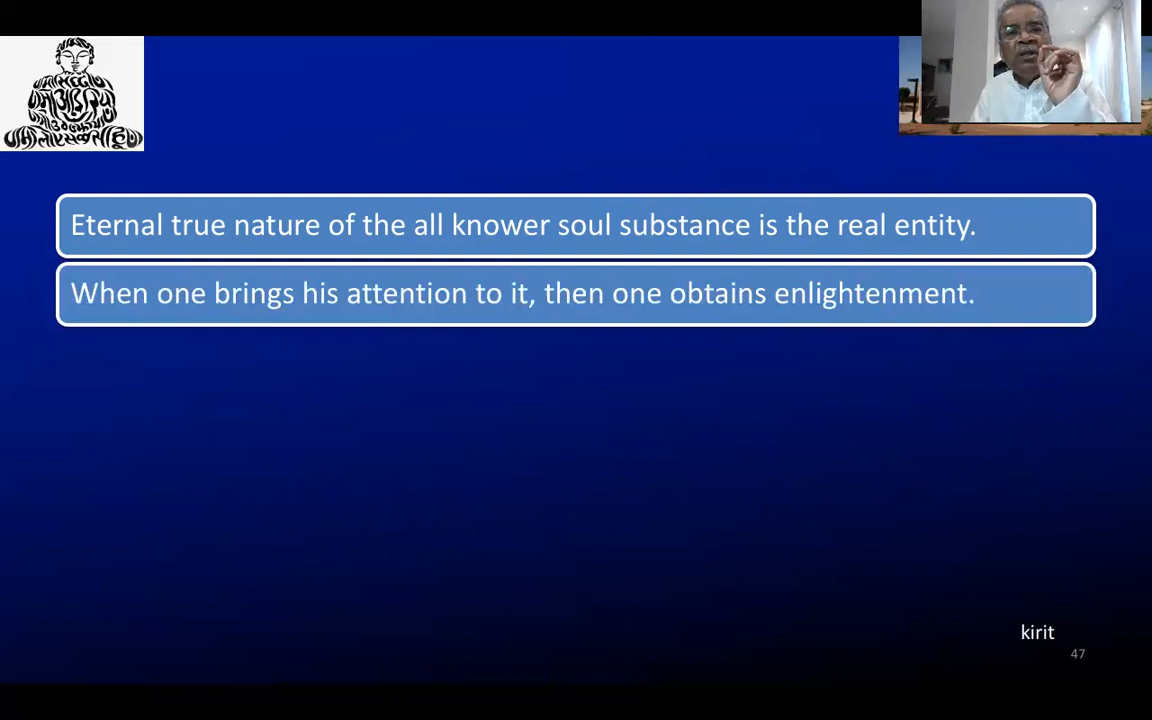 Eternal true nature of the all knower soul substance is the real entity.
When one brings his attention to it, then one obtains enlightenment.
kirit
47